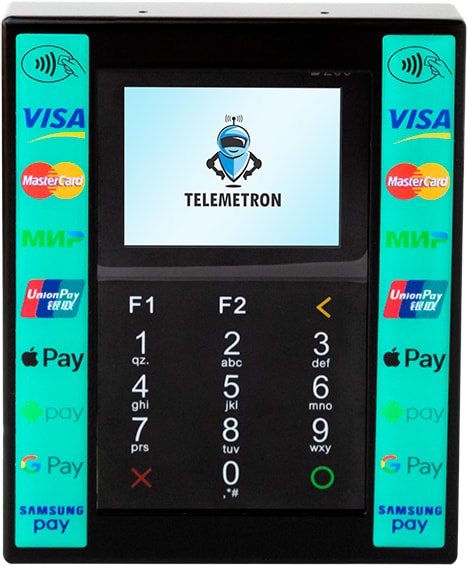 VISA
MasterCard
МИР
UnionPay
银联
Pay
pay
G Pay
SAMSUNG
pay
TELEMETRON
F1 F2 <
1 2 3
qz. abc def
4 5 6
ghi jkl mno
7 8 9
prs tuv wxy
X 0 O
,*#
VISA
MasterCard
МИР
UnionPay
银联
Pay
pay
G Pay
SAMSUNG
pay